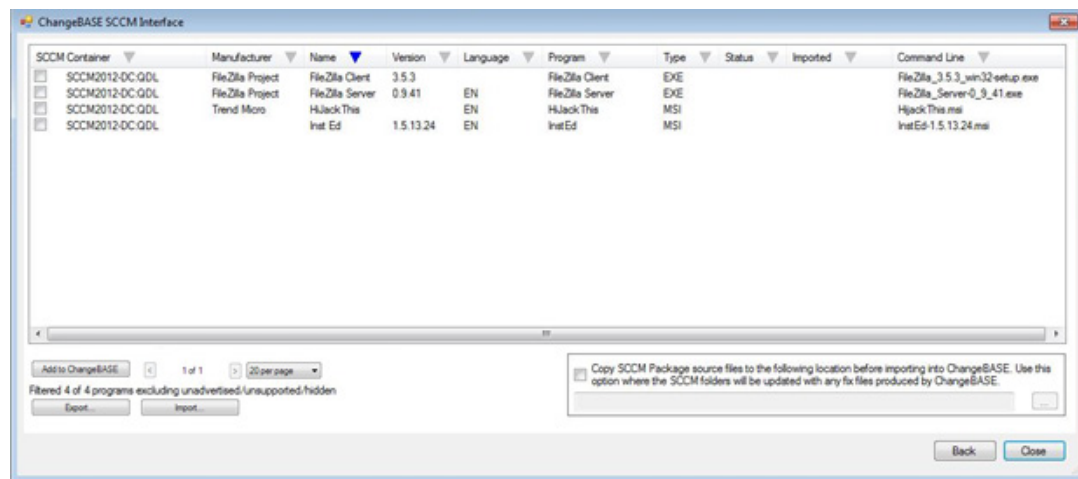 ChangeBASE SCCM Interface
SCCM Container Manufacturer Name Version Language Program Type Status Imported Command Line
SCCM2012-DC:QDL FileZilla Project FileZilla Client 3.5.3 FileZilla Client EXE FileZilla_3.5.3_win32-setup.exe
SCCM2012-DC:QDL FileZilla Project FileZilla Server 0.9.41 EN FileZilla Server EXE FileZilla_Server-0_9_41.exe
SCCM2012-DC:QDL Trend Micro HiJackThis EN HiJackThis MSI HijackThis.msi
SCCM2012-DC:QDL Inst Ed 1.5.13.24 EN InstEd MSI InstEd-1.5.13.24.msi
Add to ChangeBASE < 1 of 1 > 20 per page
Filtered 4 of 4 programs excluding unadvertised/unsupported/hidden
Export... Import...
Copy SCCM Package source files to the following location before importing into ChangeBASE. Use this
option where the SCCM folders will be updated with any fix files produced by ChangeBASE.
...
Back Close